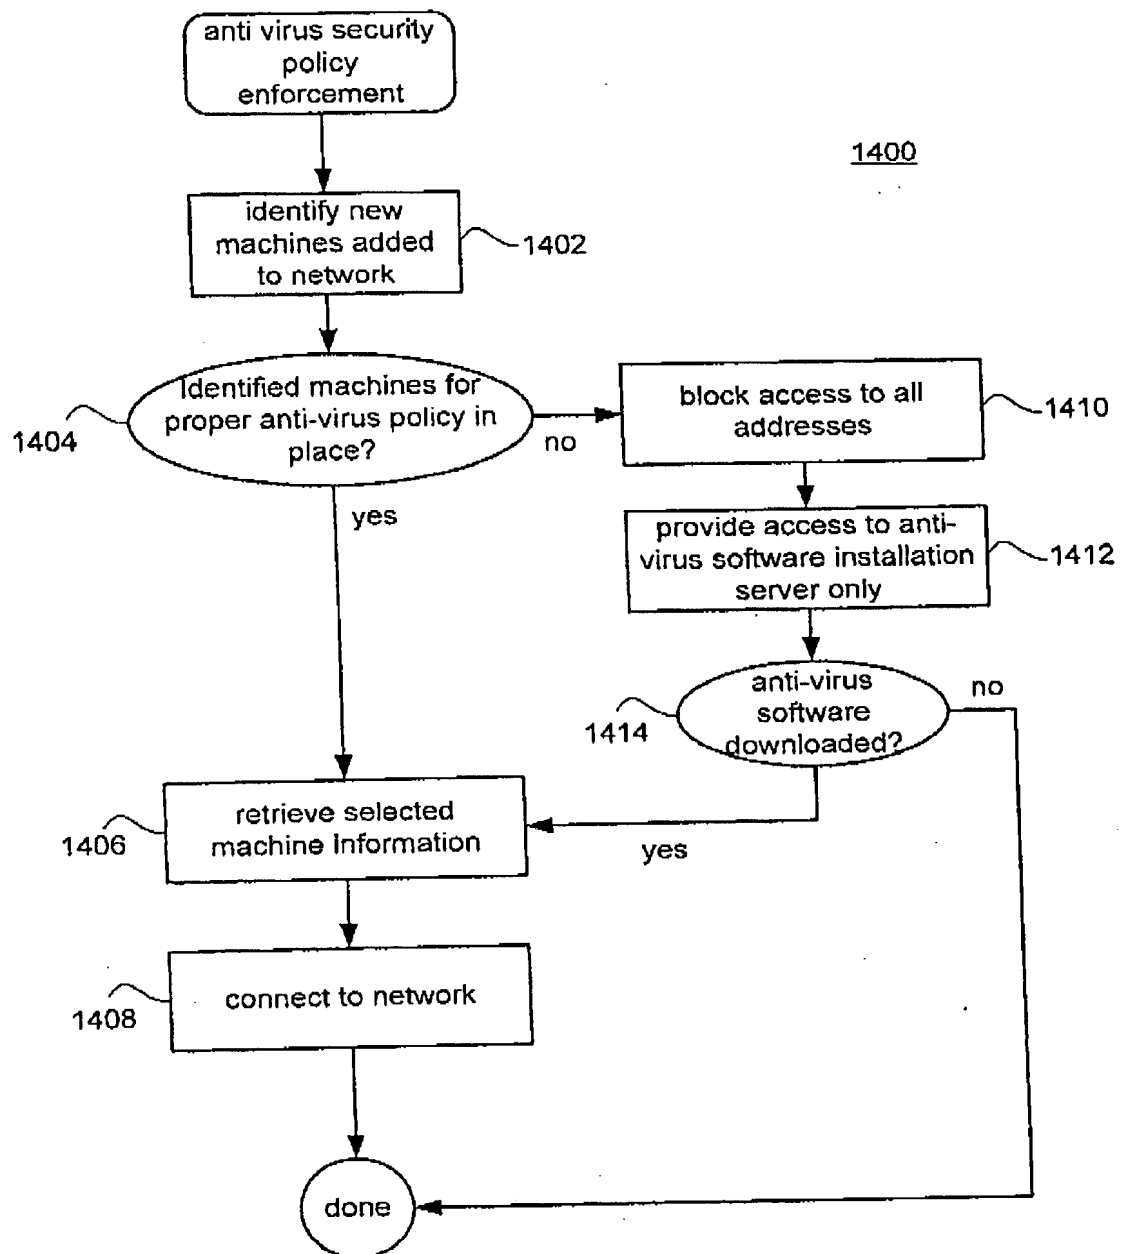 anti virus security
policy
enforcement
1400
identify new
machines added
to network
1402
Identified machines for
proper anti-virus policy in
place?
1404
no
yes
block access to all
addresses
1410
provide access to anti-
virus software installation
server only
1412
anti-virus
software
downloaded?
1414
no
yes
retrieve selected
machine Information
1406
connect to network
1408
done